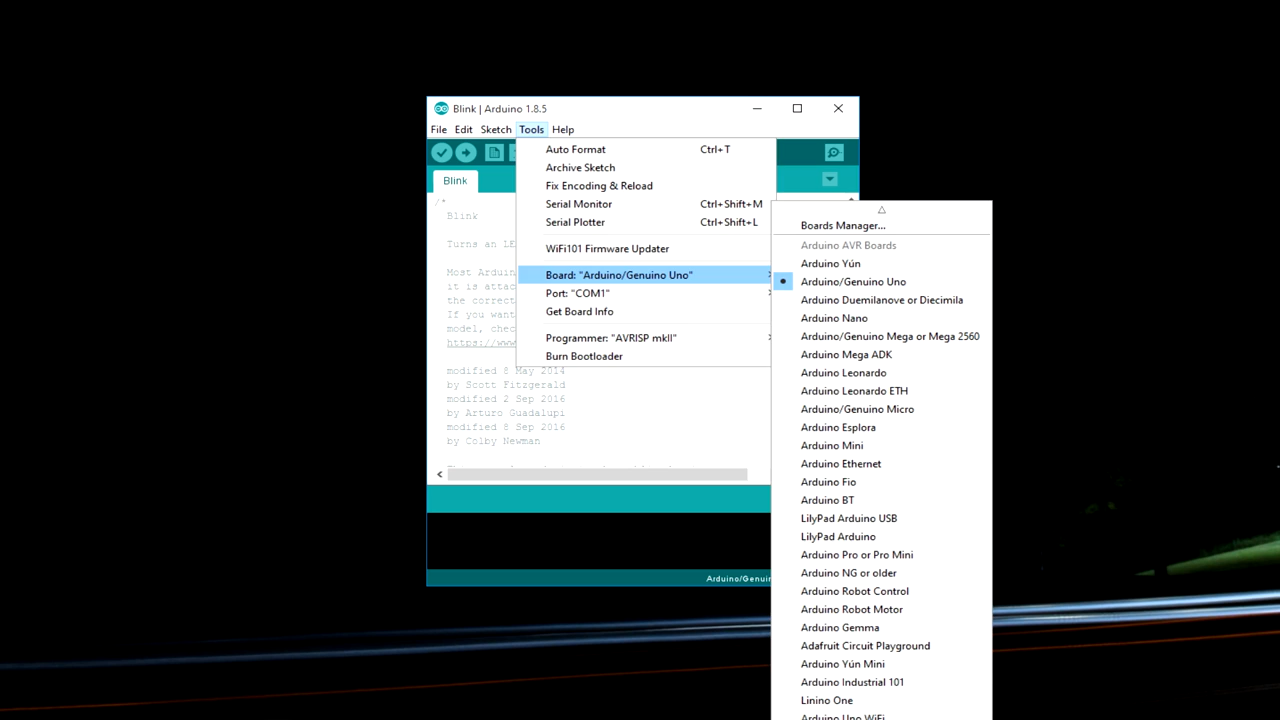 Blink | Arduino 1.8.5
File Edit Sketch Tools Help
Auto Format Ctrl+T
Archive Sketch
Fix Encoding & Reload
Serial Monitor Ctrl+Shift+M
Serial Plotter Ctrl+Shift+L
WiFi101 Firmware Updater
Board: "Arduino/Genuino Uno"
Port: "COM1"
Get Board Info
Programmer: "AVRISP mkII"
Burn Bootloader
Blink
/*
Blink
Turns an
Most
it is
the
If you want
model,
https://www
modified 8 May 2014
by Scott Fitzgerald
modified 2 Sep 2016
by Arturo Guadalupi
modified 8 Sep 2016
by Colby Newman
Boards Manager...
Arduino AVR Boards
Arduino Yún
Arduino/Genuino Uno
Arduino Duemilanove or Diecimila
Arduino Nano
Arduino/Genuino Mega or Mega 2560
Arduino Mega ADK
Arduino Leonardo
Arduino Leonardo ETH
Arduino/Genuino Micro
Arduino Esplora
Arduino Mini
Arduino Ethernet
Arduino Fio
Arduino BT
LilyPad Arduino USB
LilyPad Arduino
Arduino Pro or Pro Mini
Arduino NG or older
Arduino Robot Control
Arduino Robot Motor
Arduino Gemma
Adafruit Circuit Playground
Arduino Yún Mini
Arduino Industrial 101
Linino One
Arduino Uno WiFi